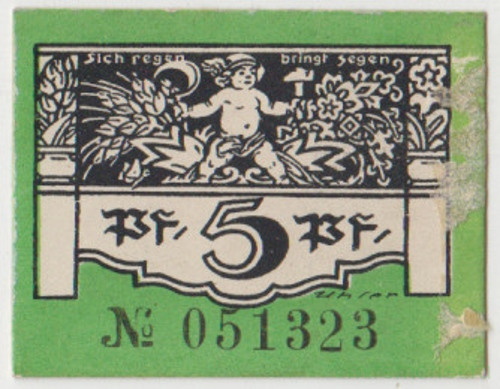 Sich regen bringt Segen
Pf. 5 Pf.
№ 051323